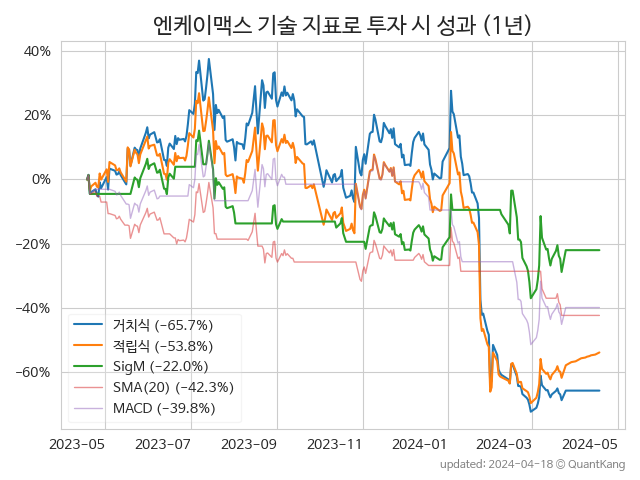 엔케이맥스 기술 지표로 투자 시 성과 (1년)
40%
20%
0%
−20%
−40%
−60%
거치식 (−65.7%)
적립식 (−53.8%)
SigM (−22.0%)
SMA(20) (−42.3%)
MACD (−39.8%)
2023-05 2023-07 2023-09 2023-11 2024-01 2024-03 2024-05
updated: 2024-04-18 © QuantKang